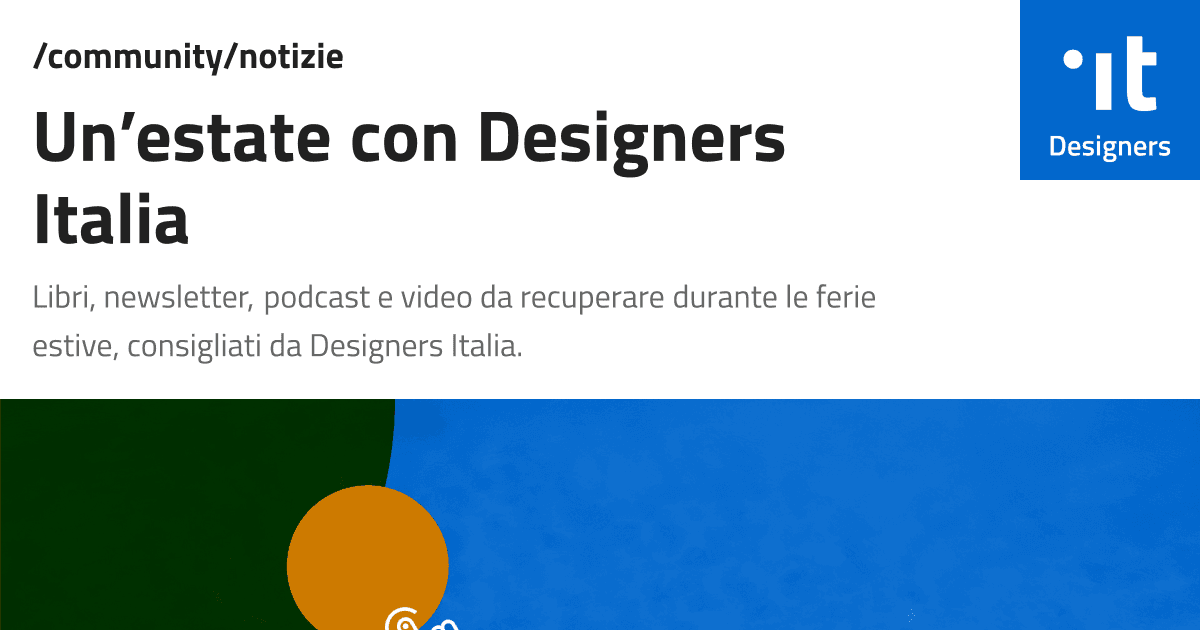 /community/notizie
Un’estate con Designers
Italia
Libri, newsletter, podcast e video da recuperare durante le ferie
estive, consigliati da Designers Italia.
it
Designers